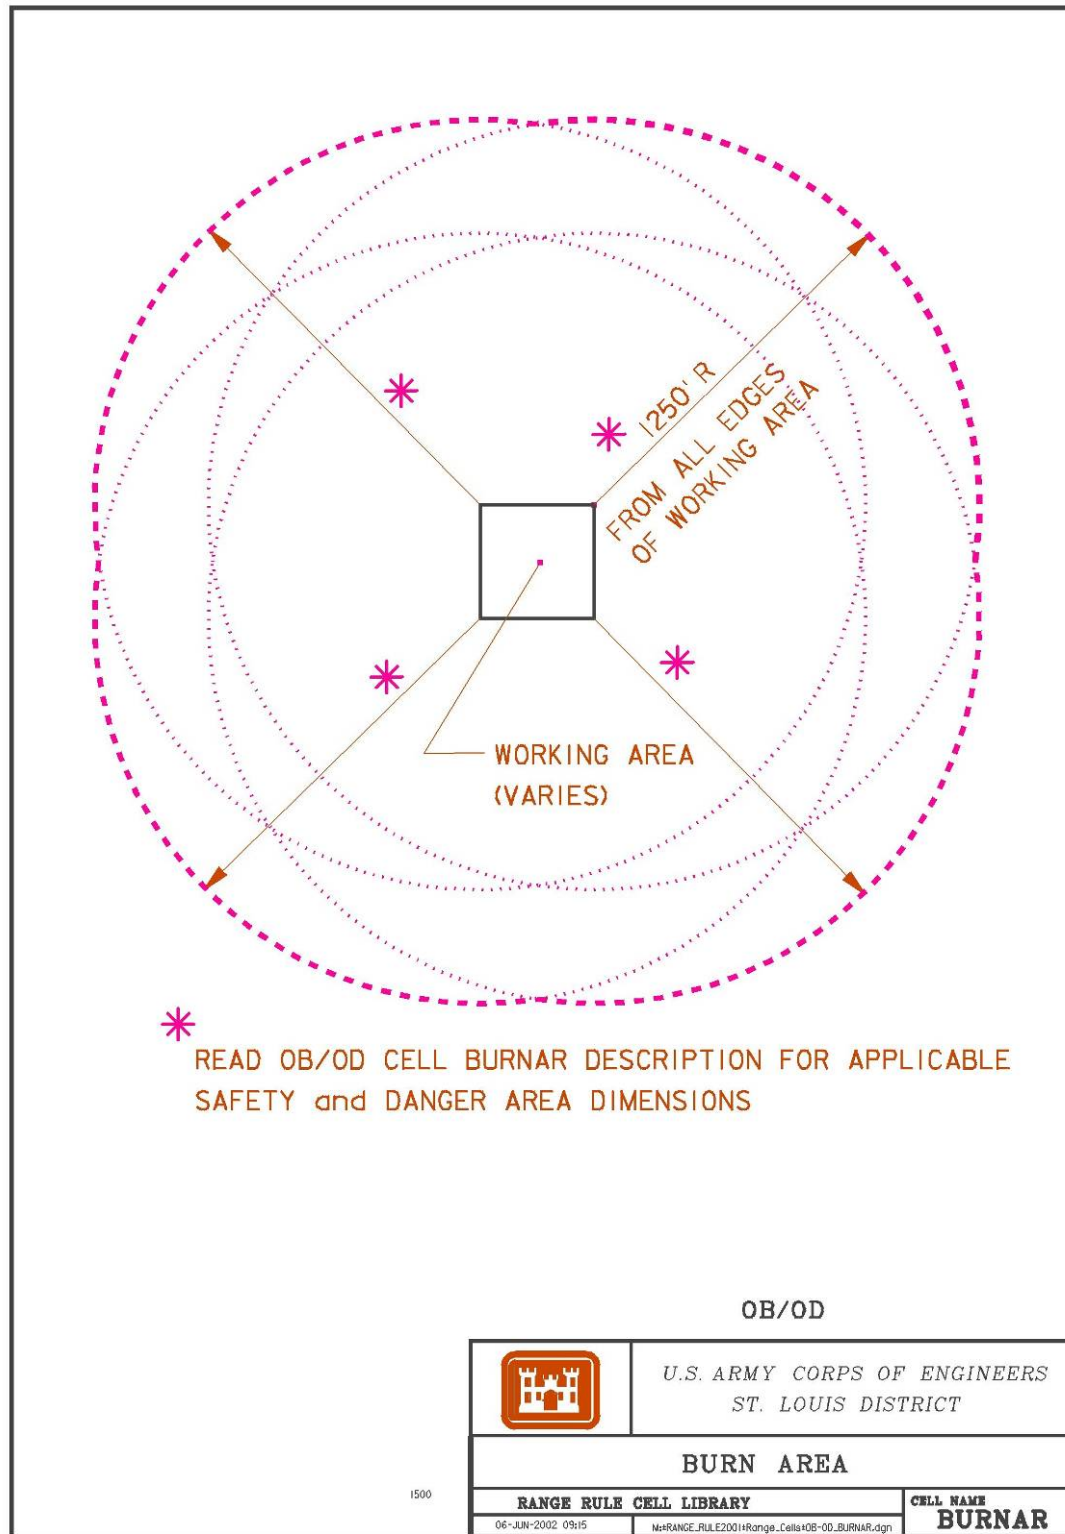 1250' R
FROM ALL EDGES
OF WORKING AREA
WORKING AREA
(VARIES)
READ OB/OD CELL BURNAR DESCRIPTION FOR APPLICABLE
SAFETY and DANGER AREA DIMENSIONS
OB/OD
U.S. ARMY CORPS OF ENGINEERS
ST. LOUIS DISTRICT
BURN AREA
1500
RANGE RULE CELL LIBRARY
CELL NAME
BURNAR
06-JUN-2002 09:15